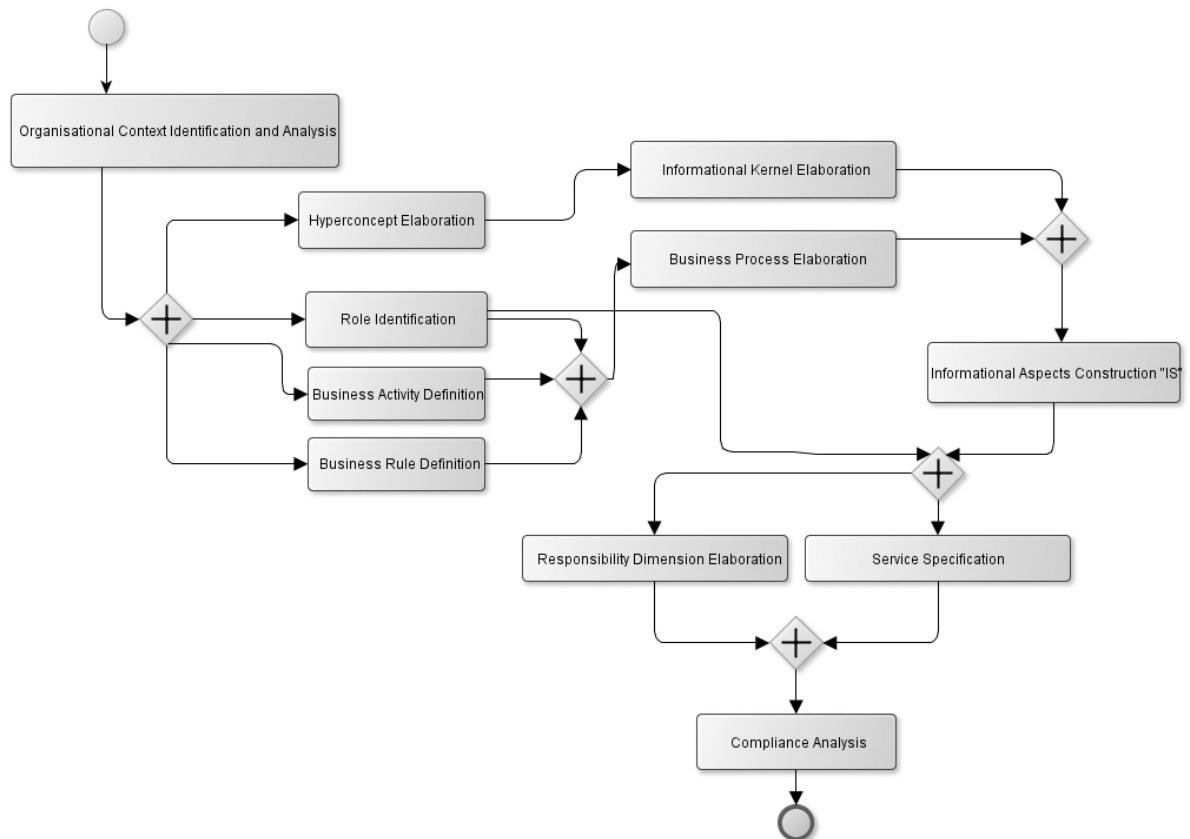 Organisational Context Identification and Analysis
Informational Kernel Elaboration
Hyperconcept Elaboration
Business Process Elaboration
Role Identification
Business Activity Definition
Informational Aspects Construction "IS"
Business Rule Definition
Responsibility Dimension Elaboration
Service Specification
Compliance Analysis